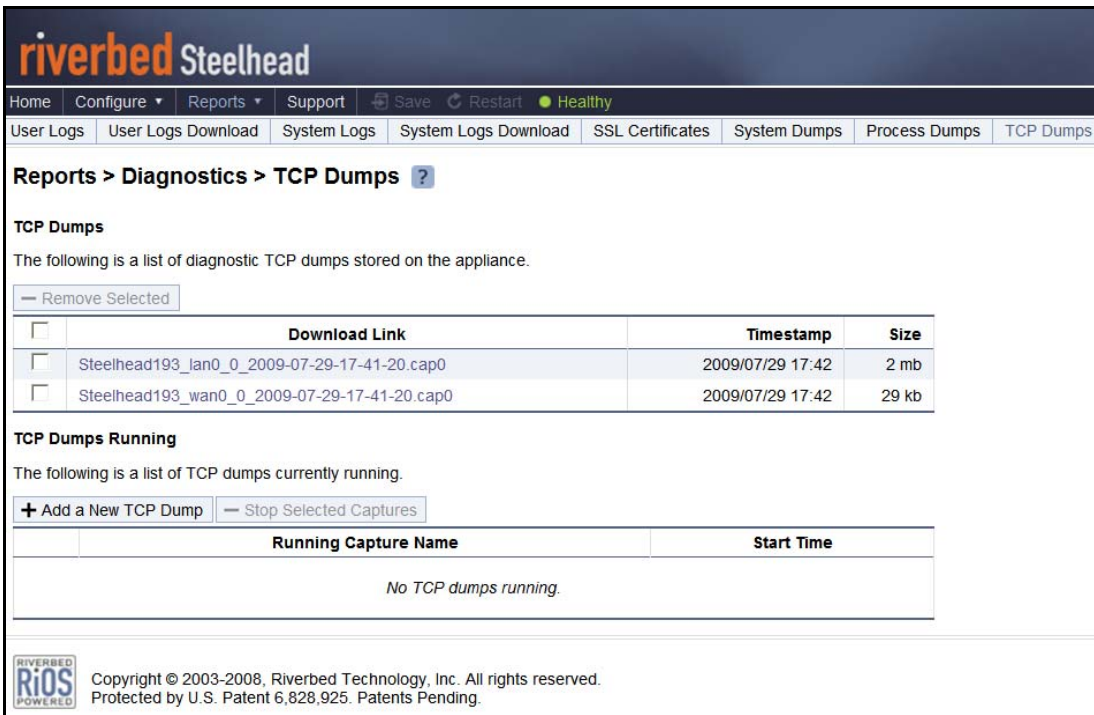 riverbed Steelhead
Home Configure ▾ Reports ▾ Support Save Restart Healthy
User Logs User Logs Download System Logs System Logs Download SSL Certificates System Dumps Process Dumps TCP Dumps
Reports > Diagnostics > TCP Dumps ?
TCP Dumps
The following is a list of diagnostic TCP dumps stored on the appliance.
— Remove Selected
Download Link Timestamp Size
Steelhead193_lan0_0_2009-07-29-17-41-20.cap0 2009/07/29 17:42 2 mb
Steelhead193_wan0_0_2009-07-29-17-41-20.cap0 2009/07/29 17:42 29 kb
TCP Dumps Running
The following is a list of TCP dumps currently running.
+ Add a New TCP Dump — Stop Selected Captures
Running Capture Name Start Time
No TCP dumps running.
RIVERBED
RiOS
POWERED
Copyright © 2003-2008, Riverbed Technology, Inc. All rights reserved.
Protected by U.S. Patent 6,828,925. Patents Pending.